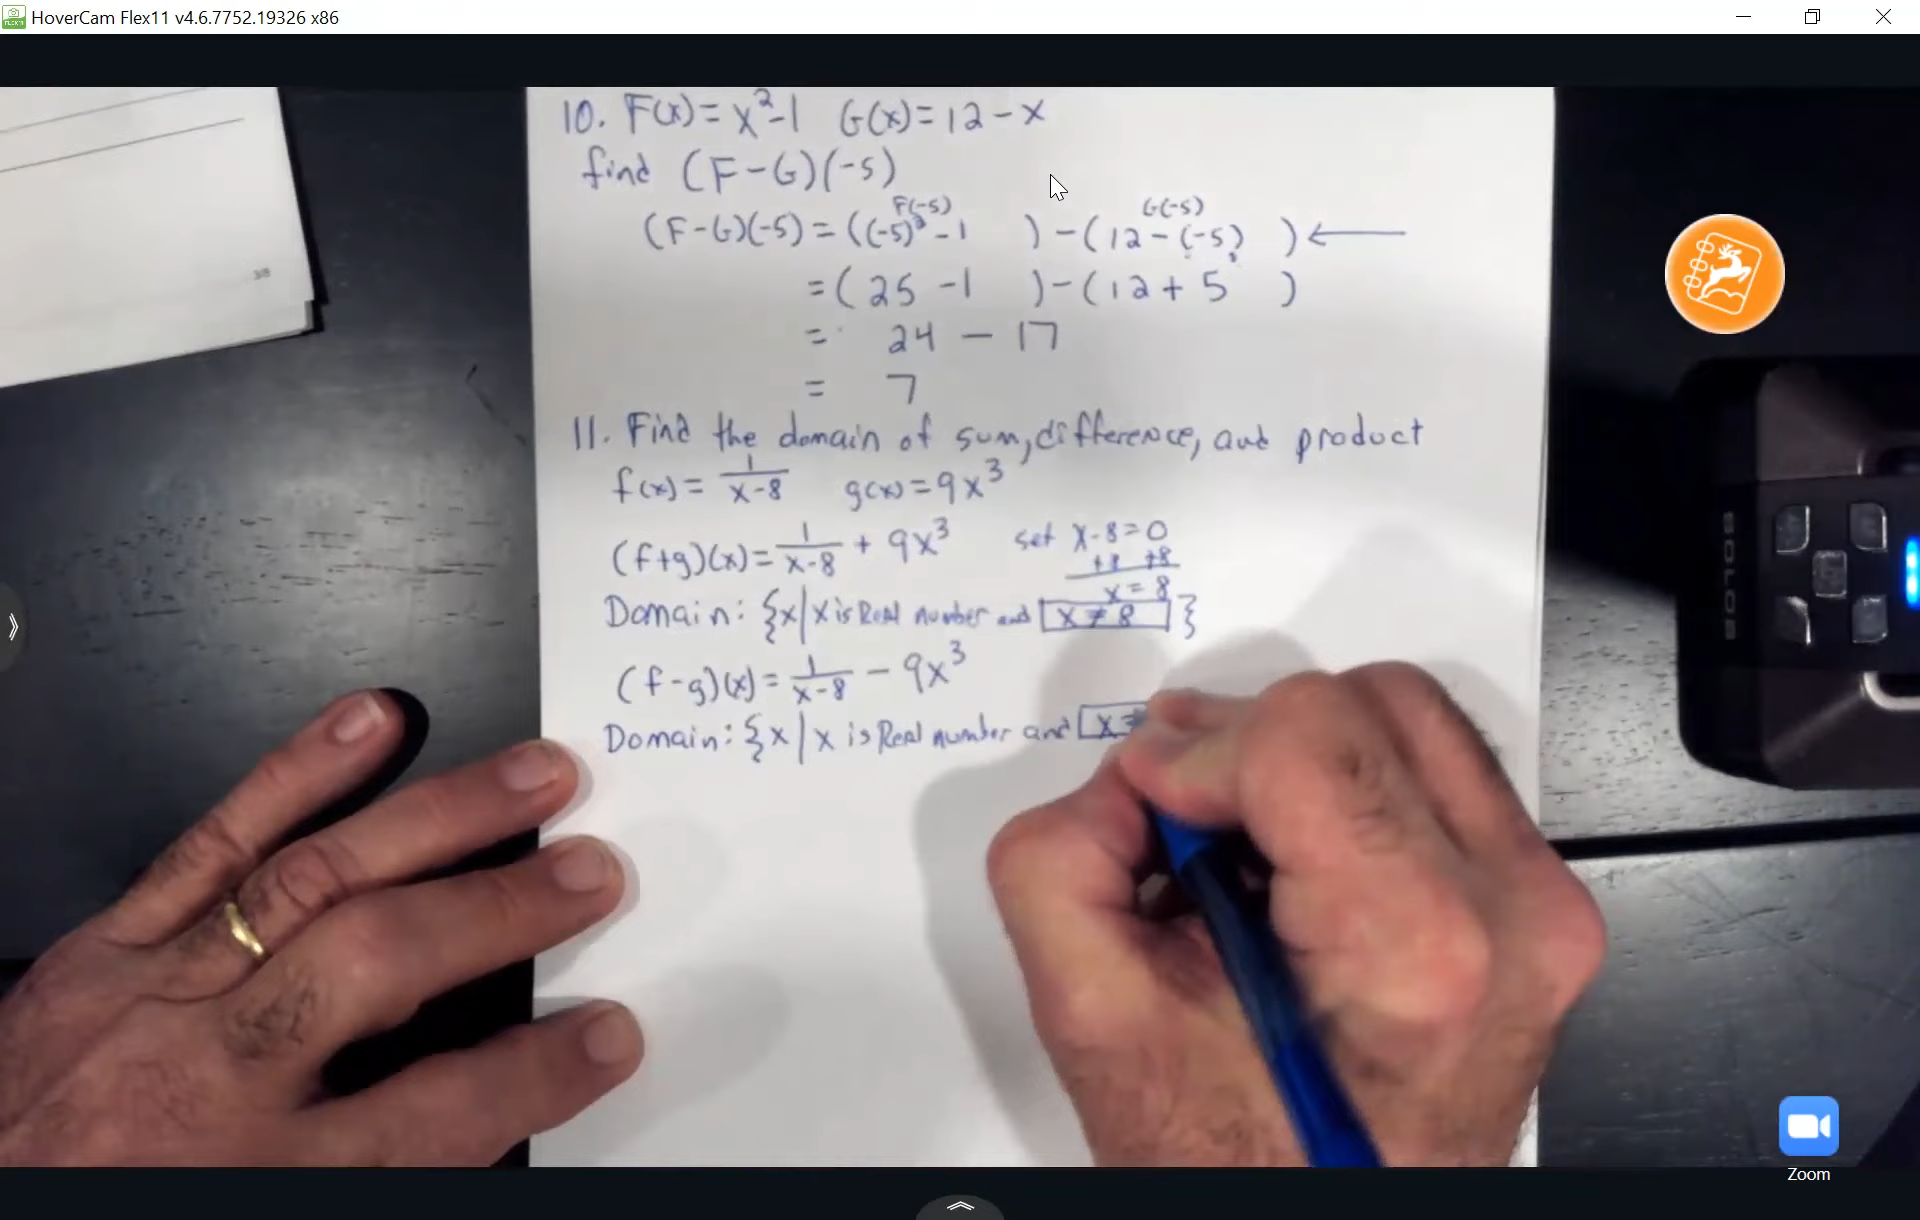 HoverCam Flex11 v4.6.7752.19326 x86
10. F(x) = x²-1 G(x) = 12 - x
find (F-G)(-5)
F(-5) G(-5)
(F-G)(-5) = ((-5)²-1 ) - (12 - (-5) ) ←
= (25 - 1 ) - (12 + 5 )
= 24 - 17
= 7
11. Find the domain of sum, difference, and product
f(x) = 1/(x-8) g(x) = 9x³
(f+g)(x) = 1/(x-8) + 9x³ set x-8=0
+8 +8
x = 8
Domain: {x | x is Real number and x ≠ 8 }
(f-g)(x) = 1/(x-8) - 9x³
Domain: {x | x is Real number and x
3/8
SOLO8
Zoom